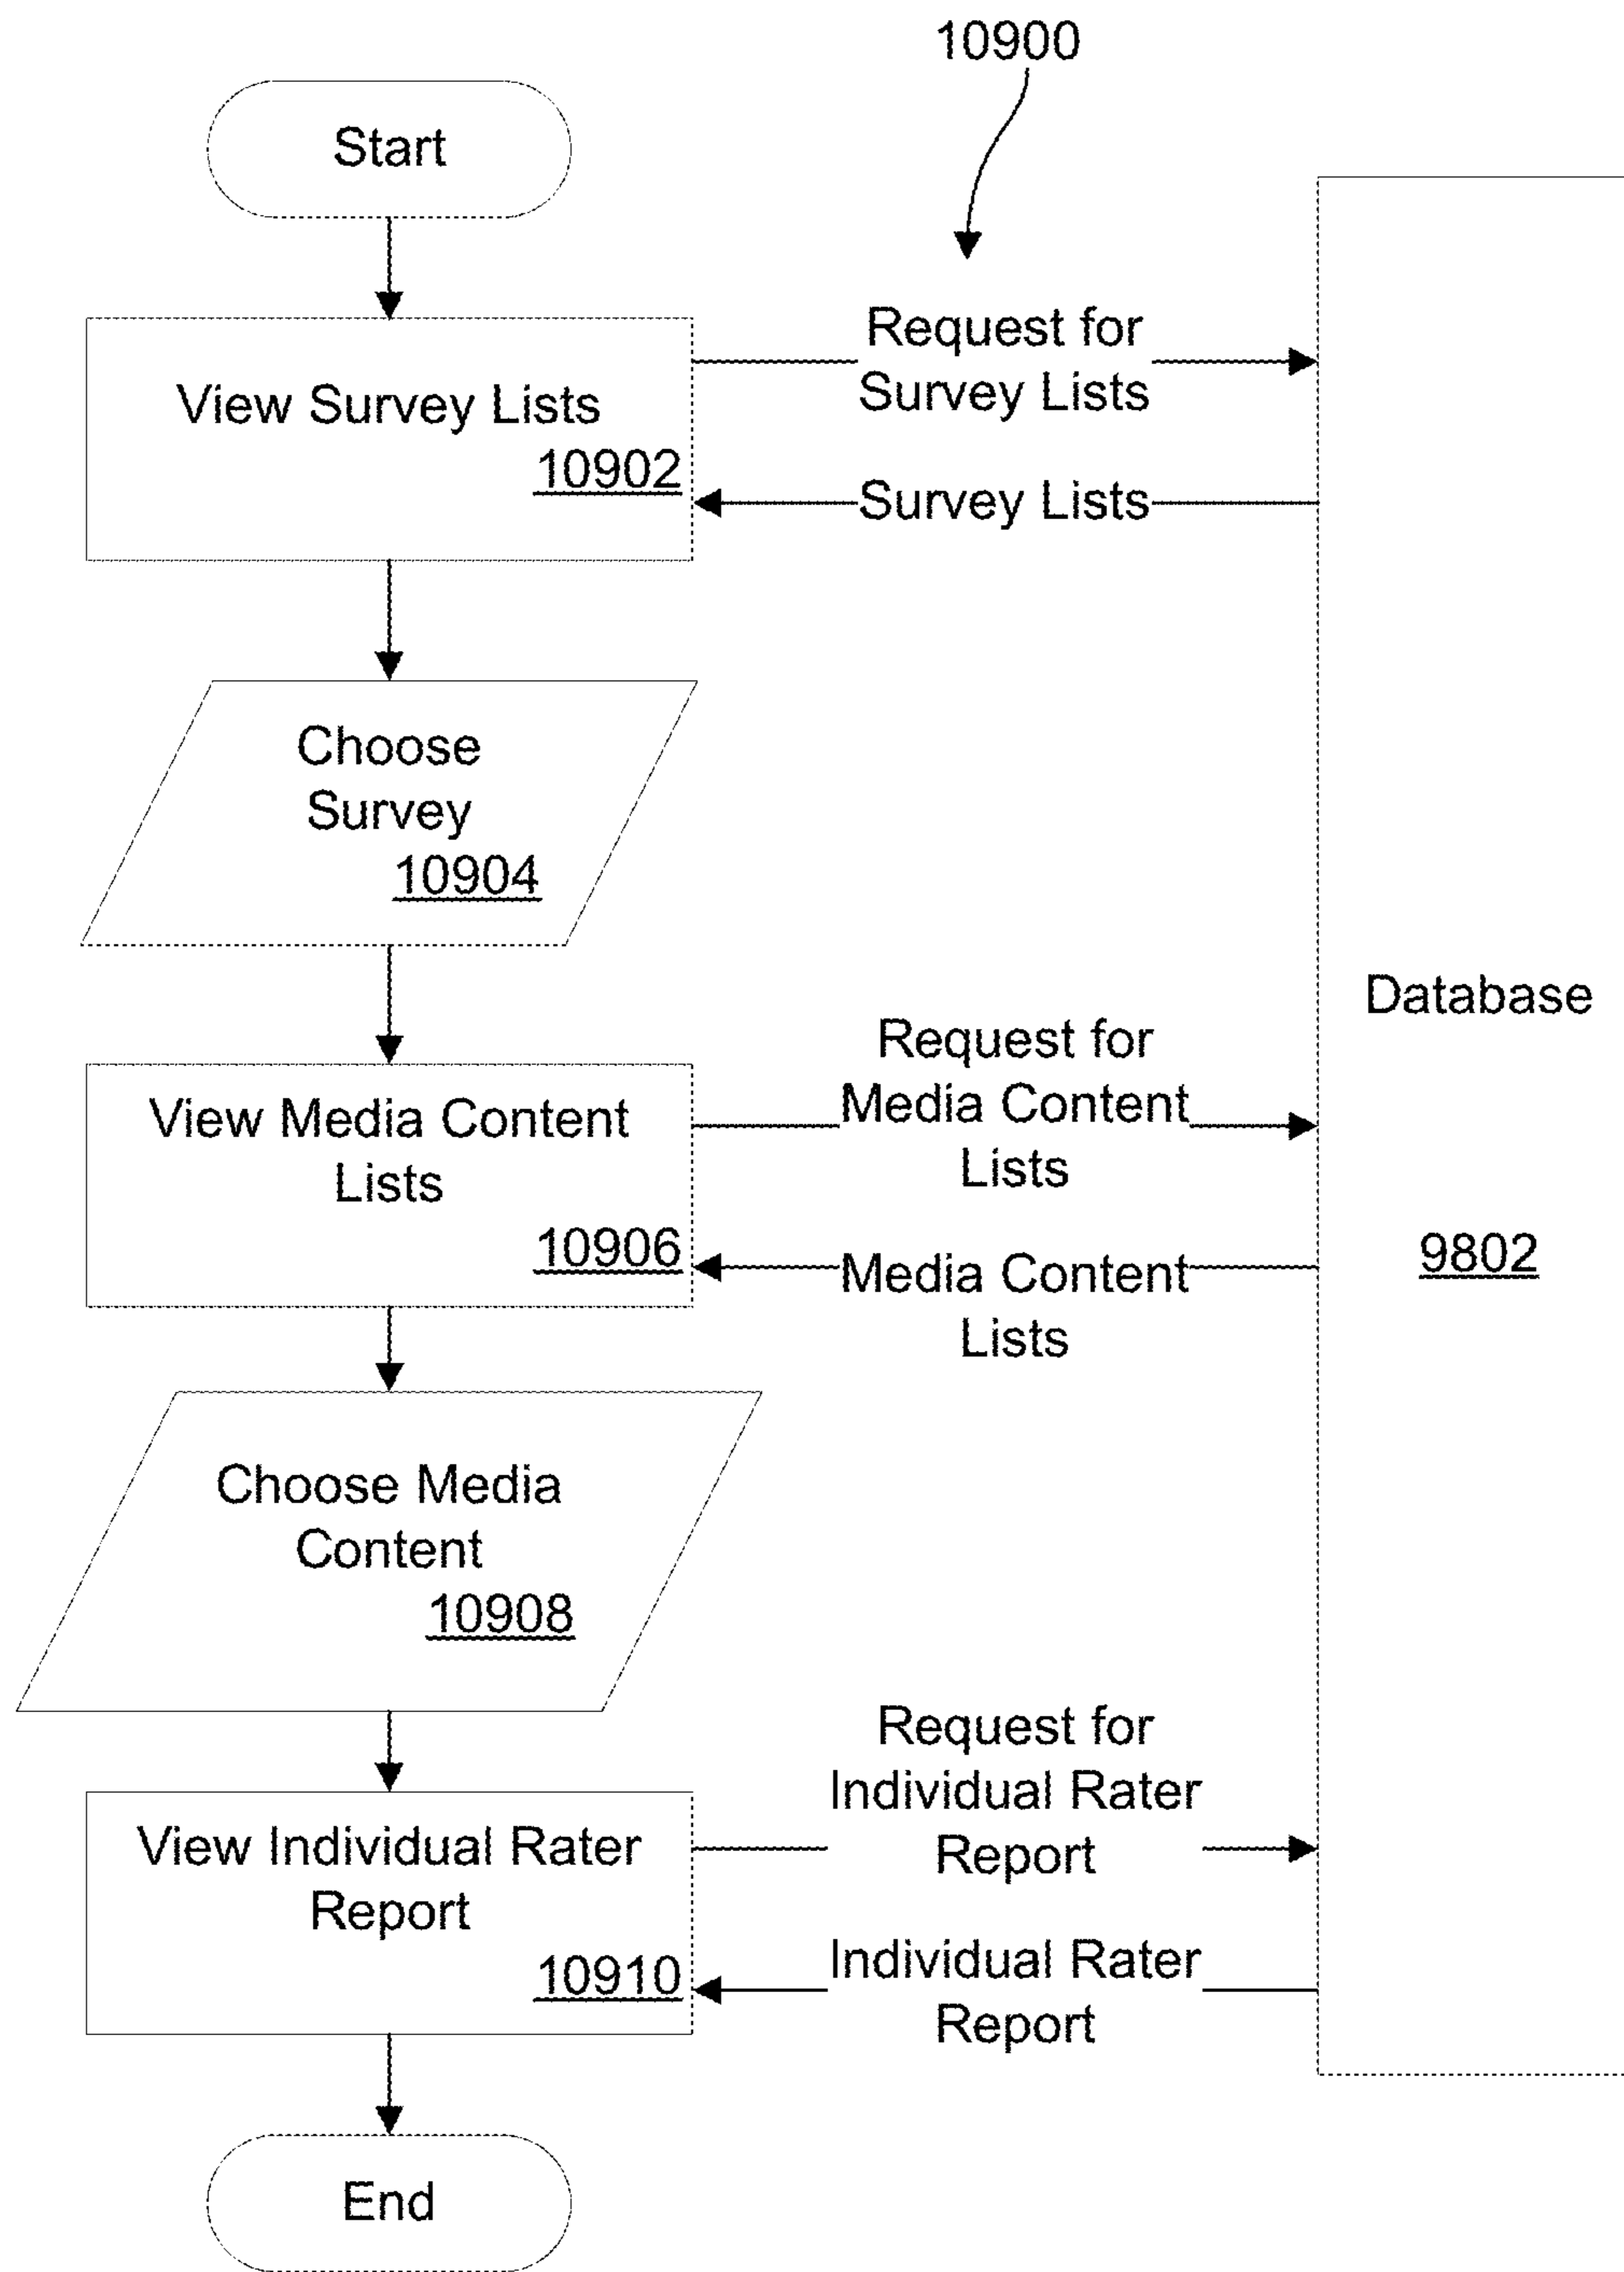 10900
Start
Request for
Survey Lists
View Survey Lists
10902
Survey Lists
Choose
Survey
10904
Database
9802
Request for
Media Content
Lists
View Media Content
Lists
10906
Media Content
Lists
Choose Media
Content
10908
Request for
Individual Rater
Report
View Individual Rater
Report
10910
Individual Rater
Report
End